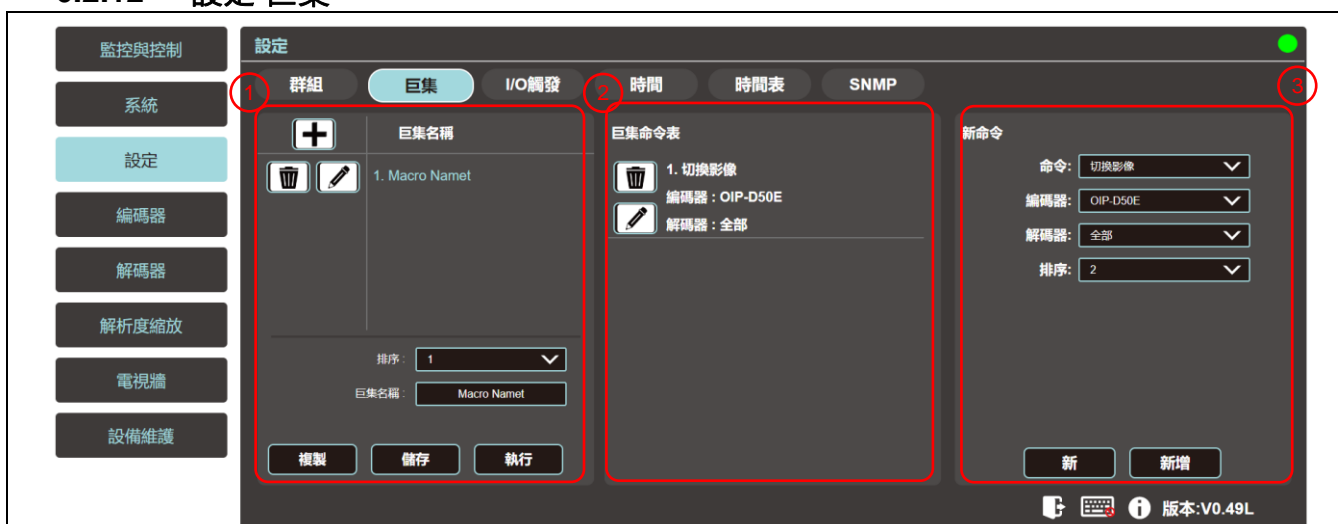 設定 巨集
監控與控制
系統
設定
編碼器
解碼器
解析度縮放
電視牆
設備維護
設定
群組 巨集 I/O觸發 時間 時間表 SNMP
1
巨集名稱
1. Macro Namet
排序 : 1
巨集名稱 : Macro Namet
複製 儲存 執行
2
巨集命令表
1. 切換影像
編碼器 : OIP-D50E
解碼器 : 全部
3
新命令
命令: 切換影像
編碼器: OIP-D50E
解碼器: 全部
排序: 2
新 新增
版本:V0.49L